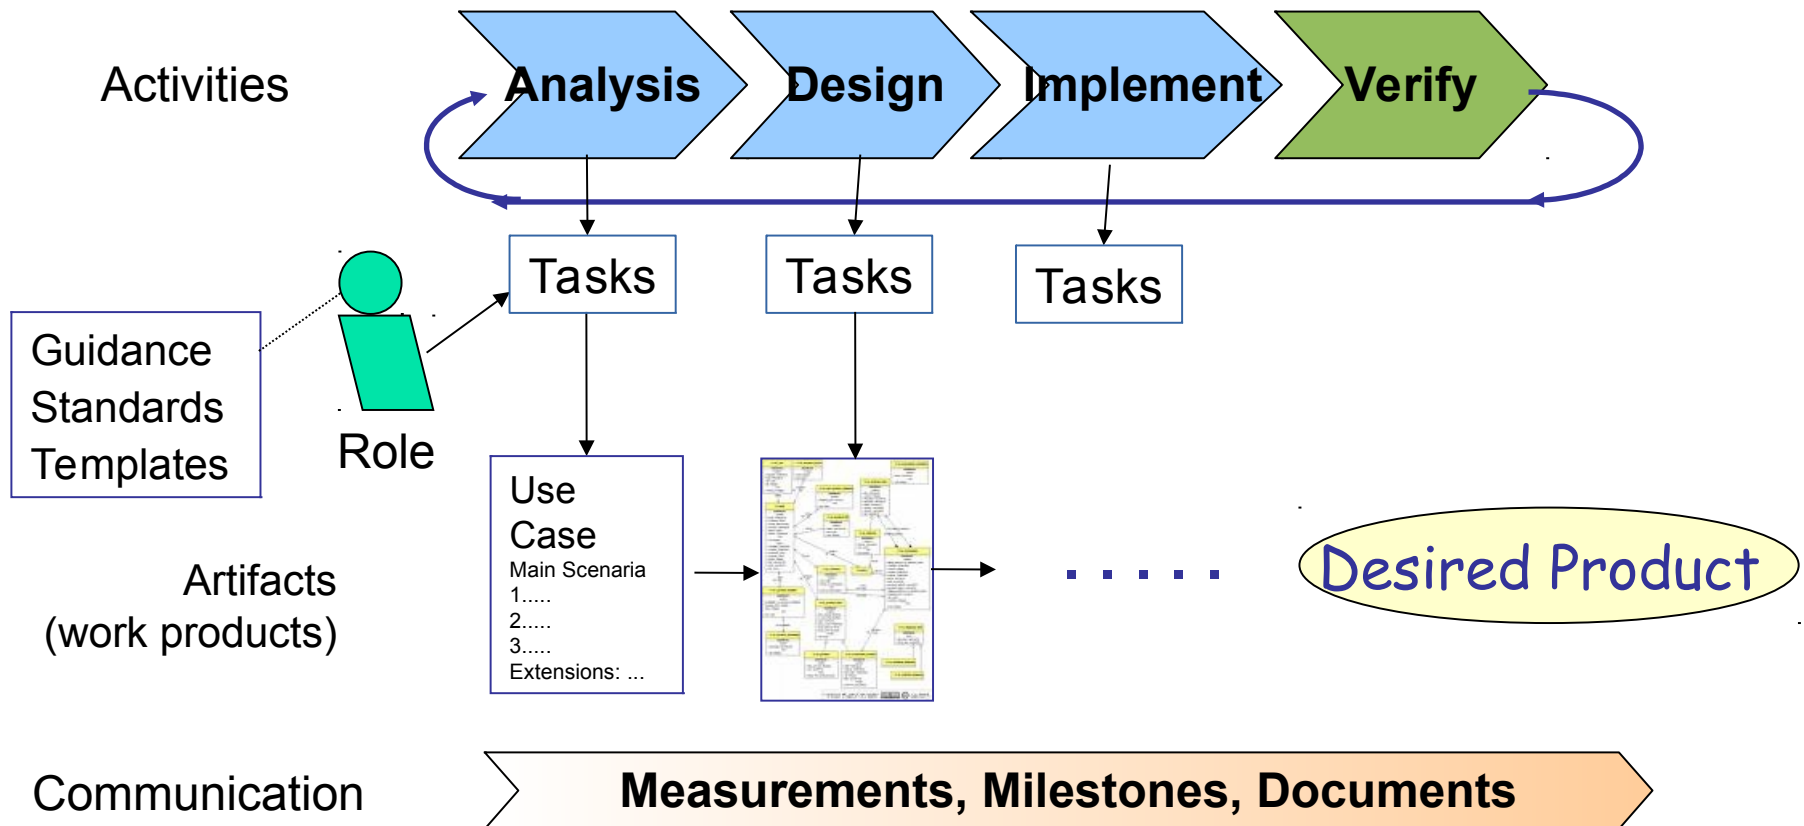 Activities
Analysis
Design
Implement
Verify
Tasks
Tasks
Tasks
Guidance
Standards
Templates
Role
Use
Case
Main Scenaria
1.....
2.....
3.....
Extensions: ...
Artifacts
(work products)
. . . . .
Desired Product
Communication
Measurements, Milestones, Documents